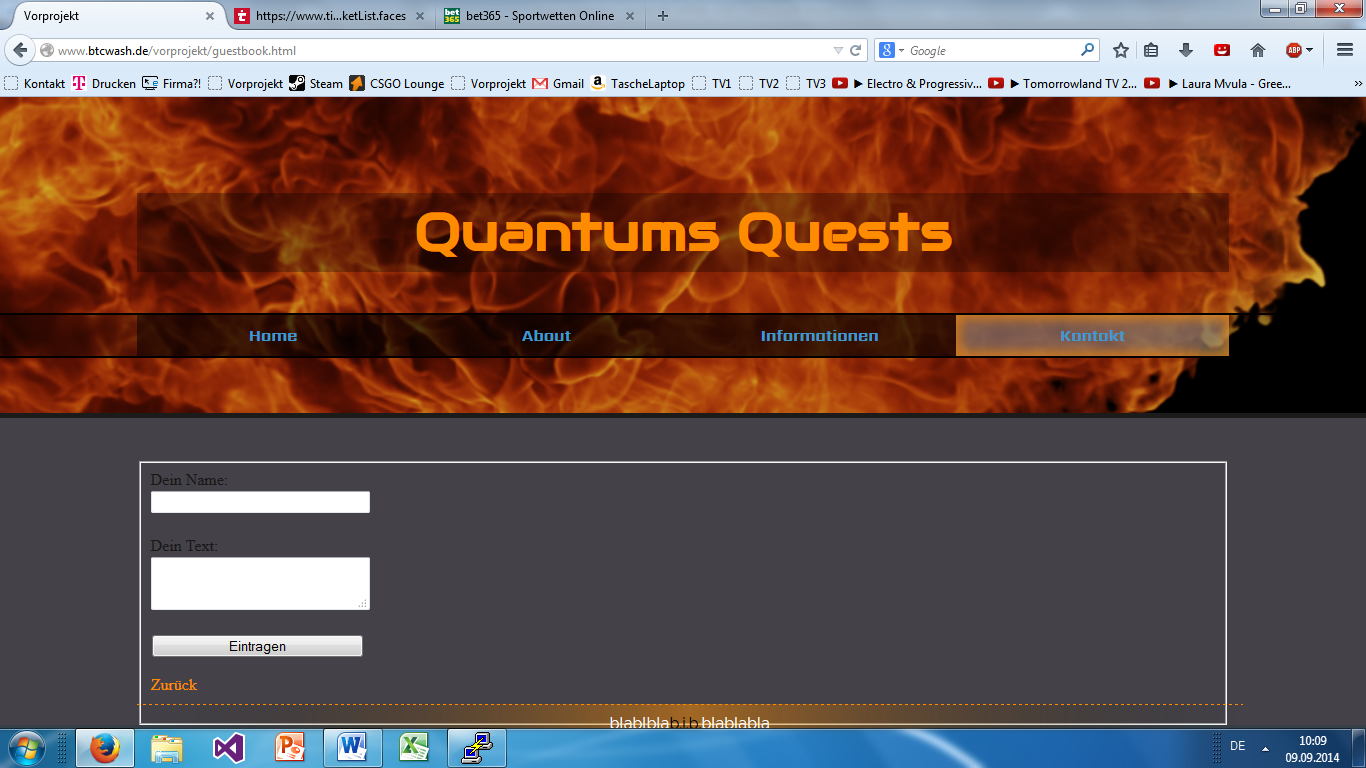 Vorprojekt
https://www.ti...ketList.faces
bet365 - Sportwetten Online
www.btcwash.de/vorprojekt/guestbook.html
Google
Kontakt Drucken Firma?! Vorprojekt Steam CSGO Lounge Vorprojekt Gmail TascheLaptop TV1 TV2 TV3 ▶ Electro & Progressiv... ▶ Tomorrowland TV 2... ▶ Laura Mvula - Gree... »
Quantums Quests
Home About Informationen Kontakt
Dein Name:
Dein Text:
Eintragen
Zurück
blablblab.i.b.blablabla
DE
10:09
09.09.2014